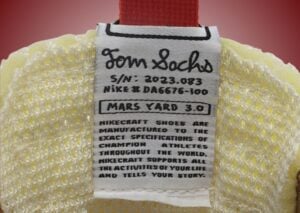 Tom Sachs
S/N: 2023.083
NIKE # DA6676-100
MARS YARD 3.0
NIKECRAFT SHOES ARE
MANUFACTURED TO THE
EXACT SPECIFICATIONS OF
CHAMPION ATHLETES
THROUGHOUT THE WORLD.
NIKECRAFT SUPPORTS ALL
THE ACTIVITIES OF YOUR LIFE
AND TELLS YOUR STORY.